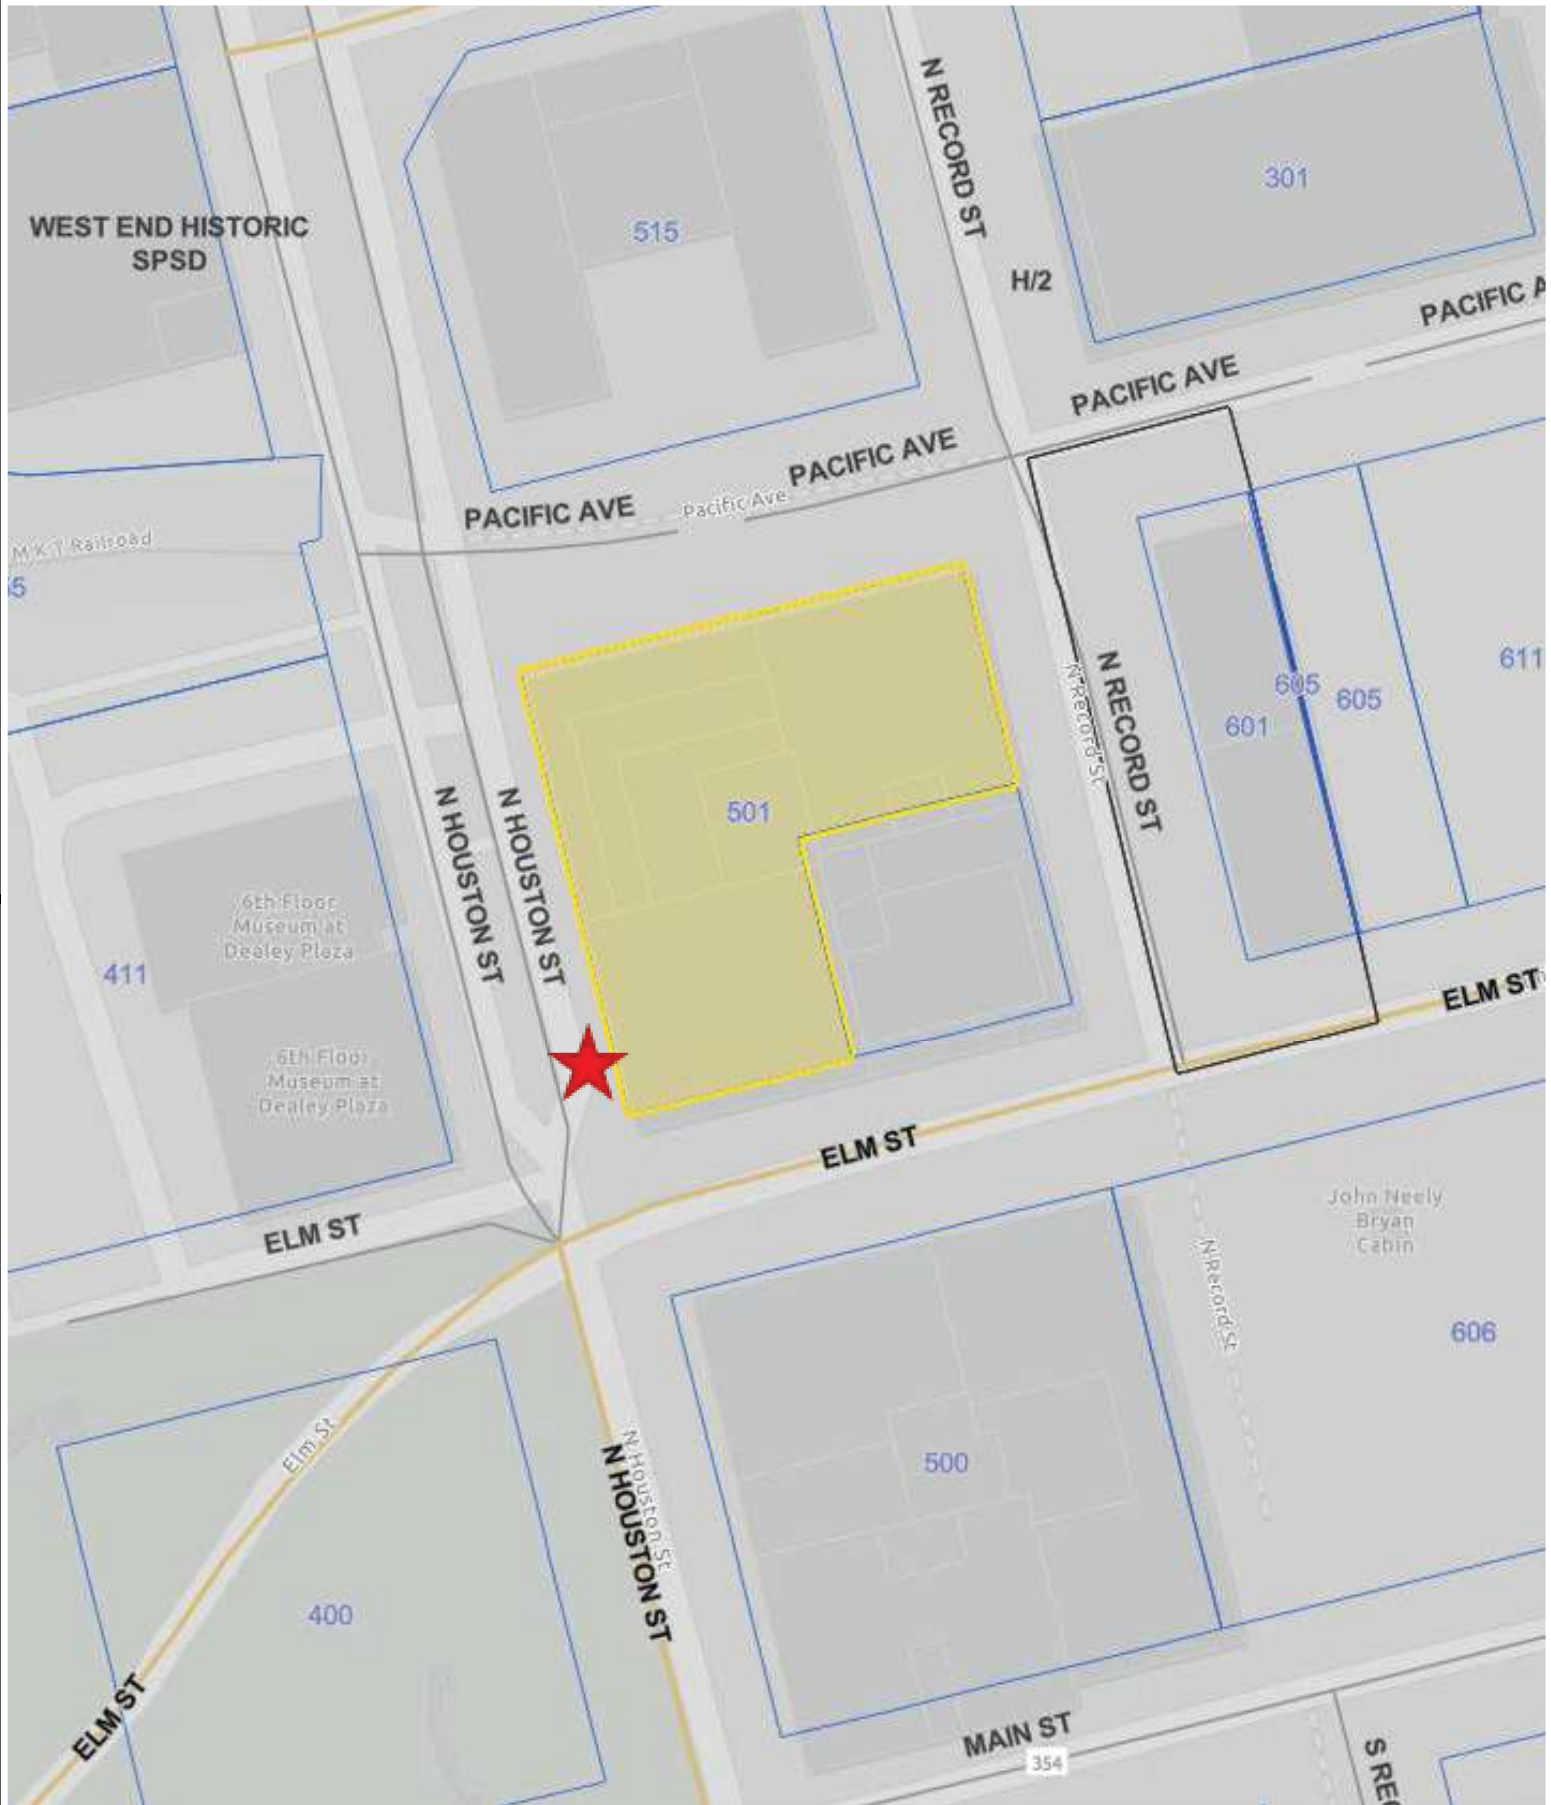 N RECORD ST
301
WEST END HISTORIC
SPSD
515
H/2
PACIFIC A
PACIFIC AVE
PACIFIC AVE
PACIFIC AVE
Pacific Ave
M K T Railroad
N RECORD ST
N Record St
611
605
605
601
501
N HOUSTON ST
N HOUSTON ST
6th Floor
Museum at
Dealey Plaza
411
ELM ST
6th Floor
Museum at
Dealey Plaza
ELM ST
John Neely
Bryan
Cabin
ELM ST
N Record St
606
Elm St
N Houston St
N HOUSTON ST
500
400
ELM ST
MAIN ST
354
S REC